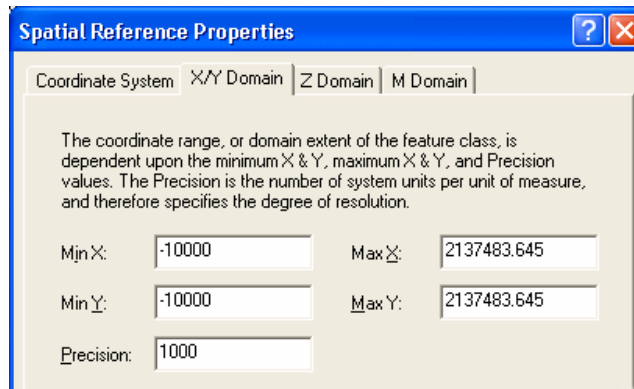 Spatial Reference Properties
Coordinate System X/Y Domain Z Domain M Domain
The coordinate range, or domain extent of the feature class, is
dependent upon the minimum X & Y, maximum X & Y, and Precision
values. The Precision is the number of system units per unit of measure,
and therefore specifies the degree of resolution.
Min X: -10000 Max X: 2137483.645
Min Y: -10000 Max Y: 2137483.645
Precision: 1000